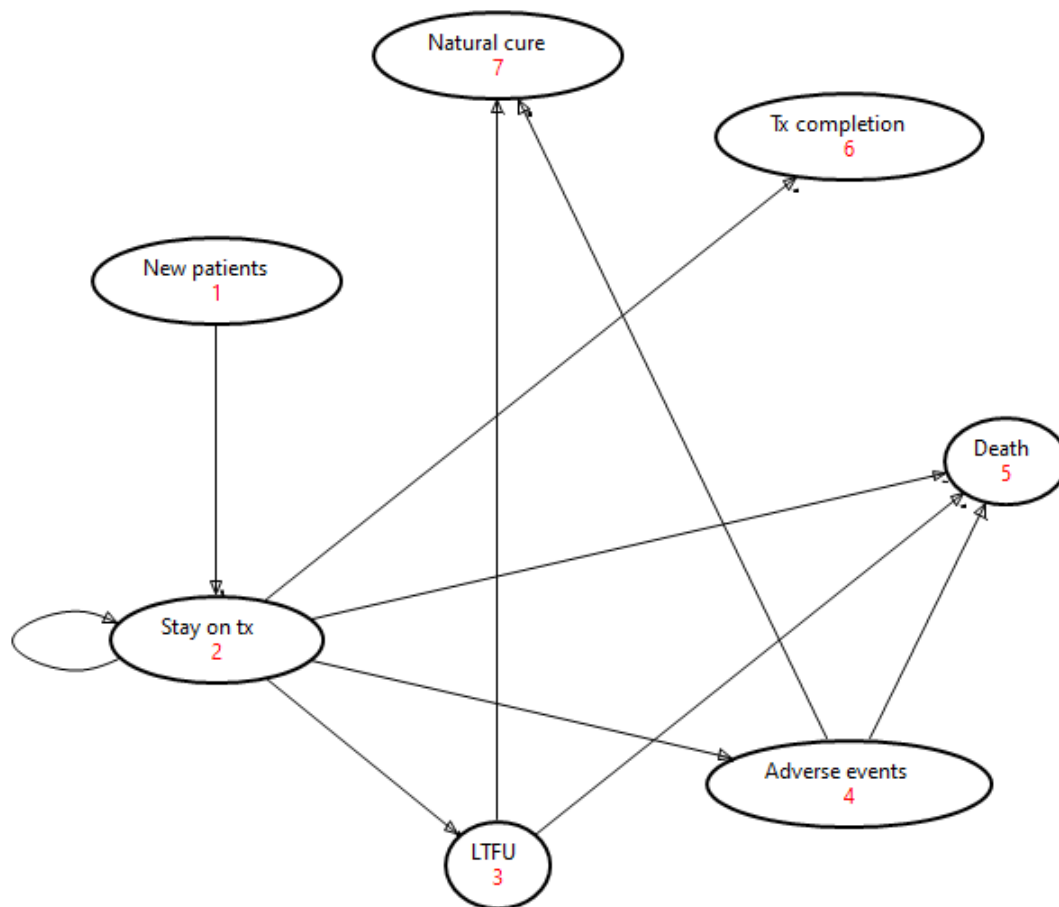 Natural cure
7
Tx completion
6
New patients
1
Death
5
Stay on tx
2
Adverse events
4
LTFU
3